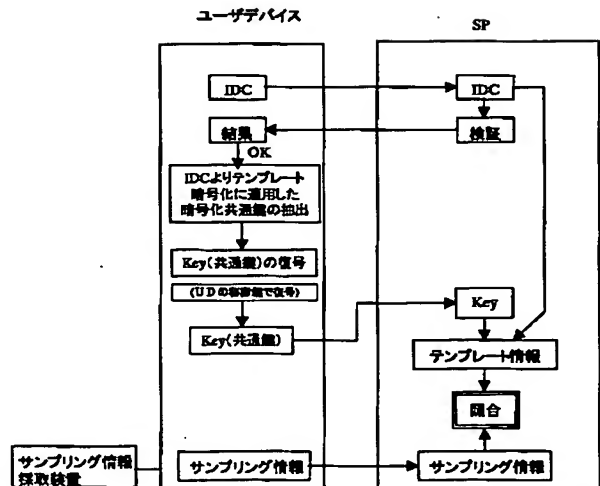 ユーザデバイス
SP
IDC
IDC
結果
検証
OK
IDCよりテンプレート
暗号化に適用した
暗号化共通鍵の抽出
Key(共通鍵)の復号
(UDの秘密鍵で復号)
Key
Key(共通鍵)
テンプレート情報
照合
サンプリング情報
採取装置
サンプリング情報
サンプリング情報